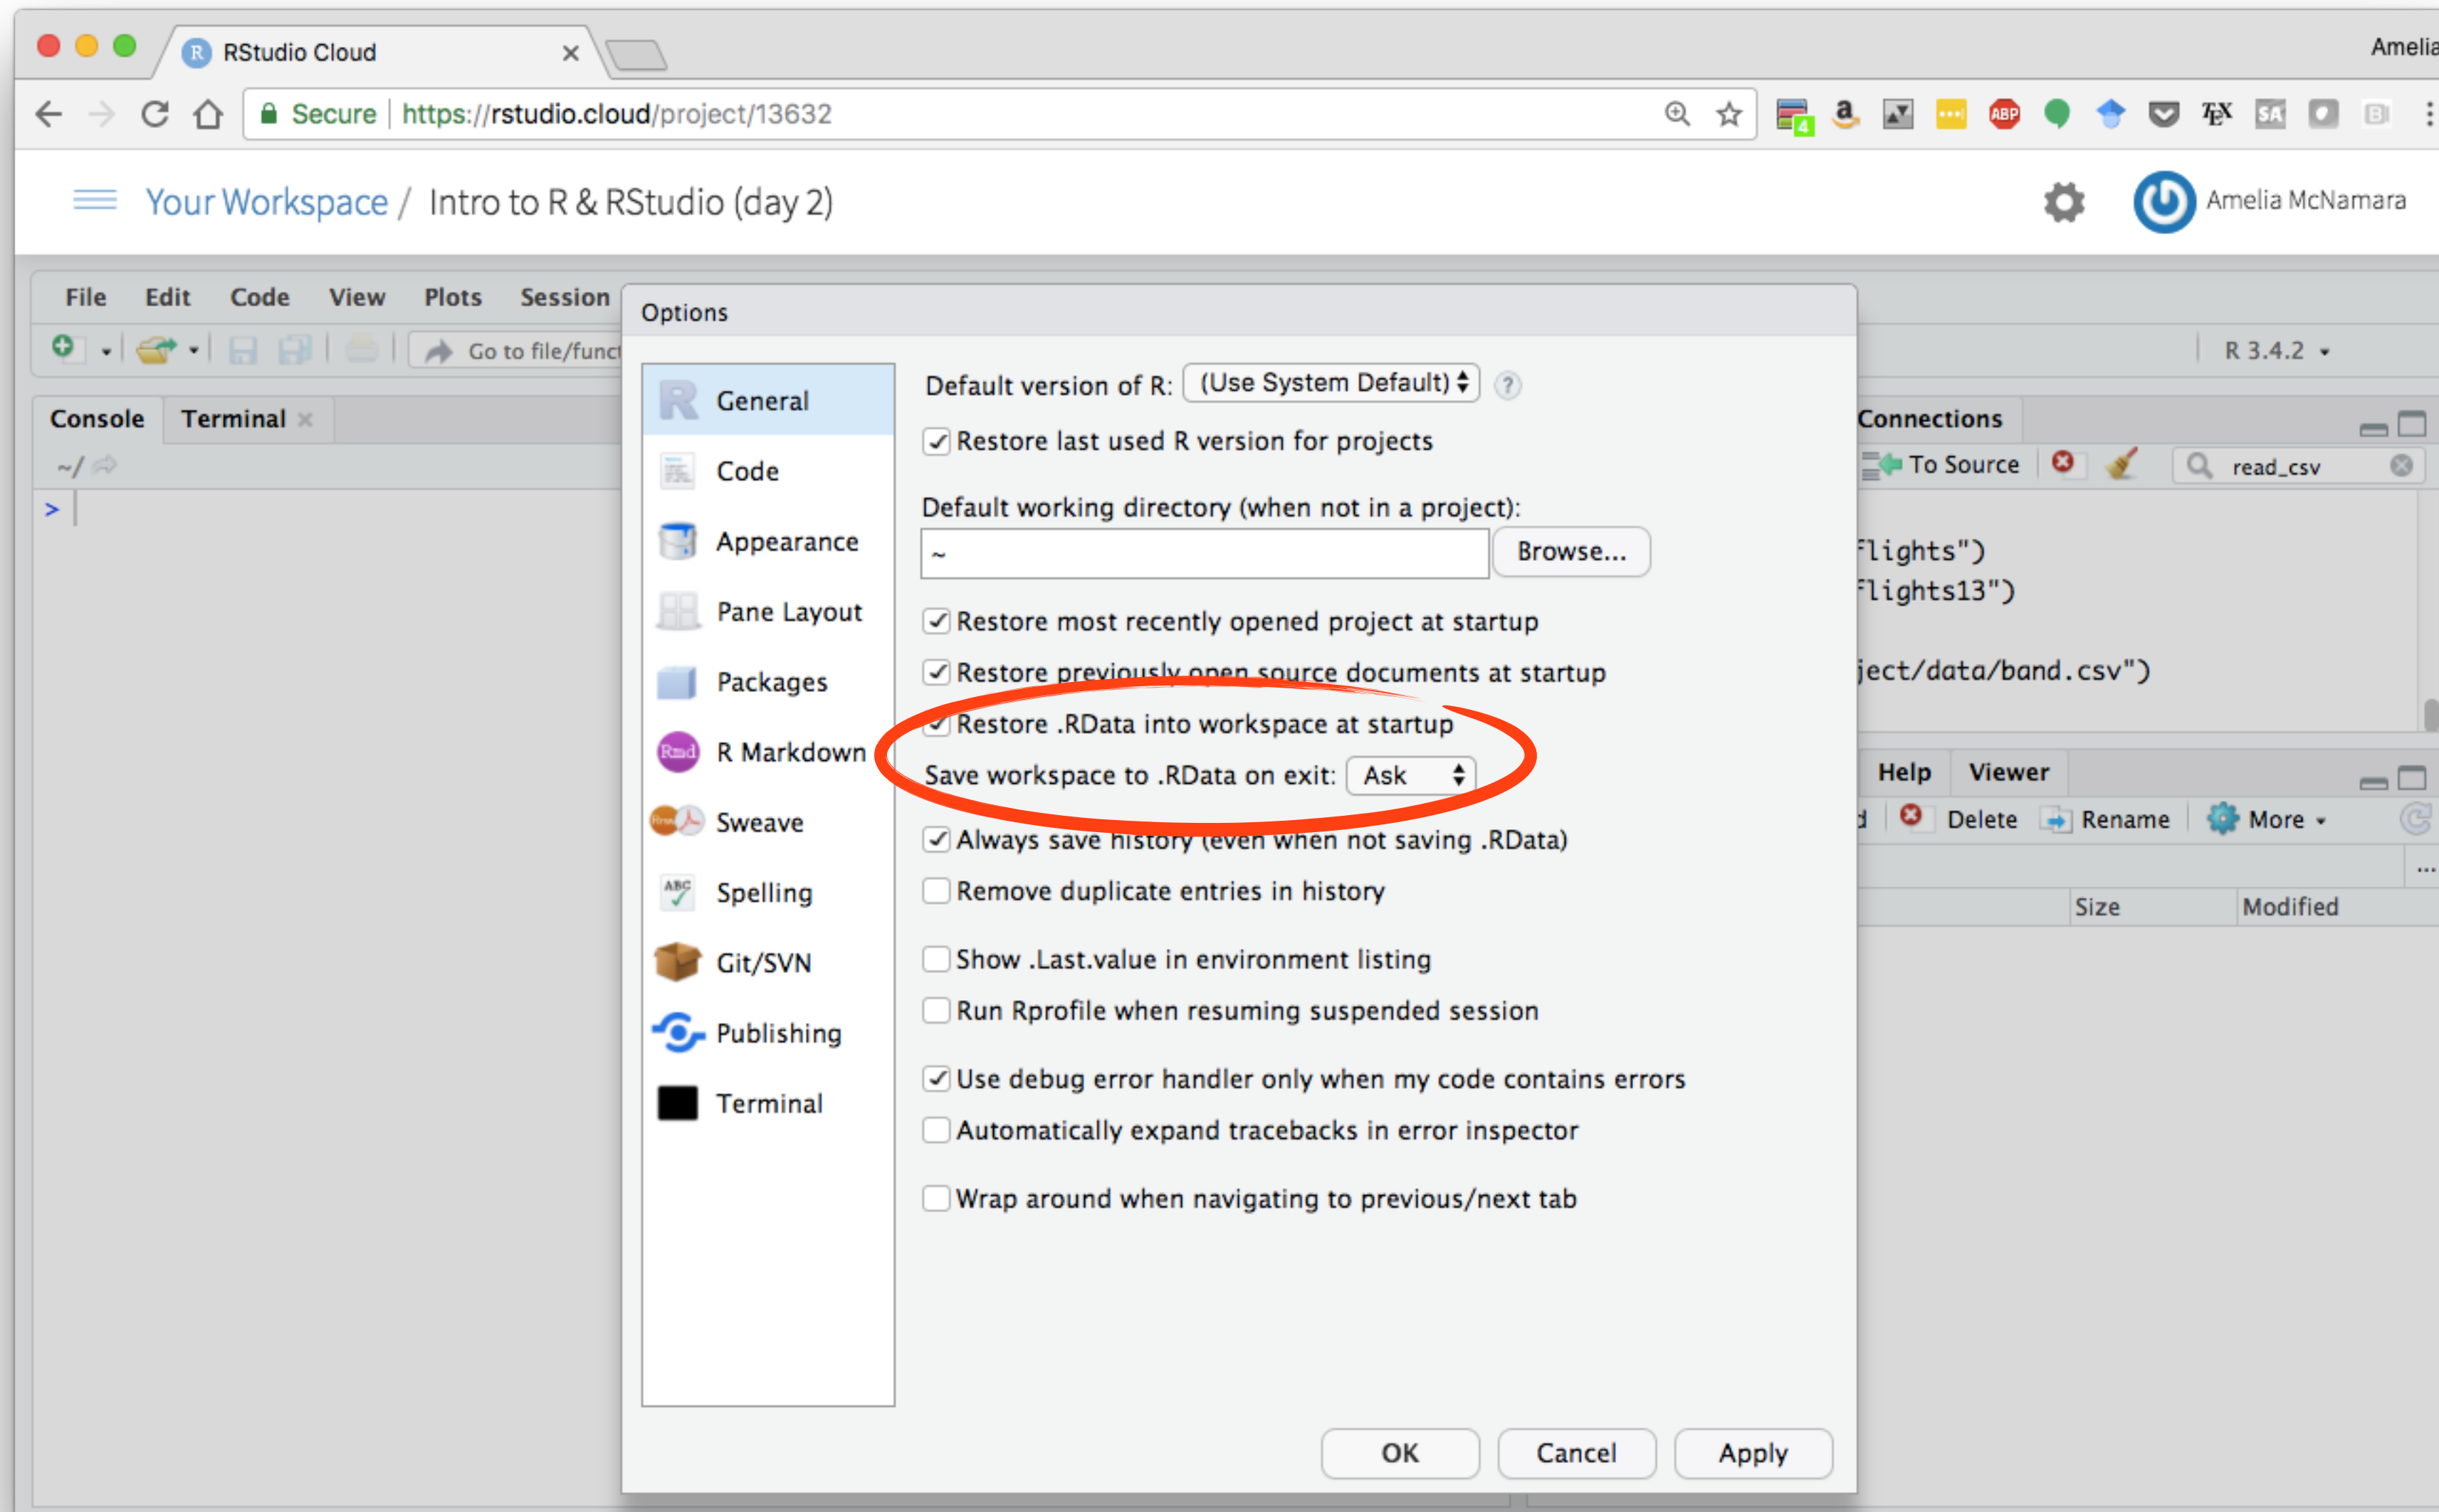 RStudio Cloud
Amelia
Secure https://rstudio.cloud/project/13632
4 a ABP TEX SA B
Your Workspace / Intro to R & RStudio (day 2)
Amelia McNamara
File Edit Code View Plots Session
Go to file/funct
R 3.4.2
Console Terminal
~/
>
Connections
To Source read_csv
flights")
flights13")
ject/data/band.csv")
Help Viewer
Delete Rename More
...
Size Modified
Options
General
Code
Appearance
Pane Layout
Packages
Rmd R Markdown
Sweave
ABC Spelling
Git/SVN
Publishing
Terminal
Default version of R: (Use System Default) ?
Restore last used R version for projects
Default working directory (when not in a project):
~ Browse...
Restore most recently opened project at startup
Restore previously open source documents at startup
Restore .RData into workspace at startup
Save workspace to .RData on exit: Ask
Always save history (even when not saving .RData)
Remove duplicate entries in history
Show .Last.value in environment listing
Run Rprofile when resuming suspended session
Use debug error handler only when my code contains errors
Automatically expand tracebacks in error inspector
Wrap around when navigating to previous/next tab
OK Cancel Apply